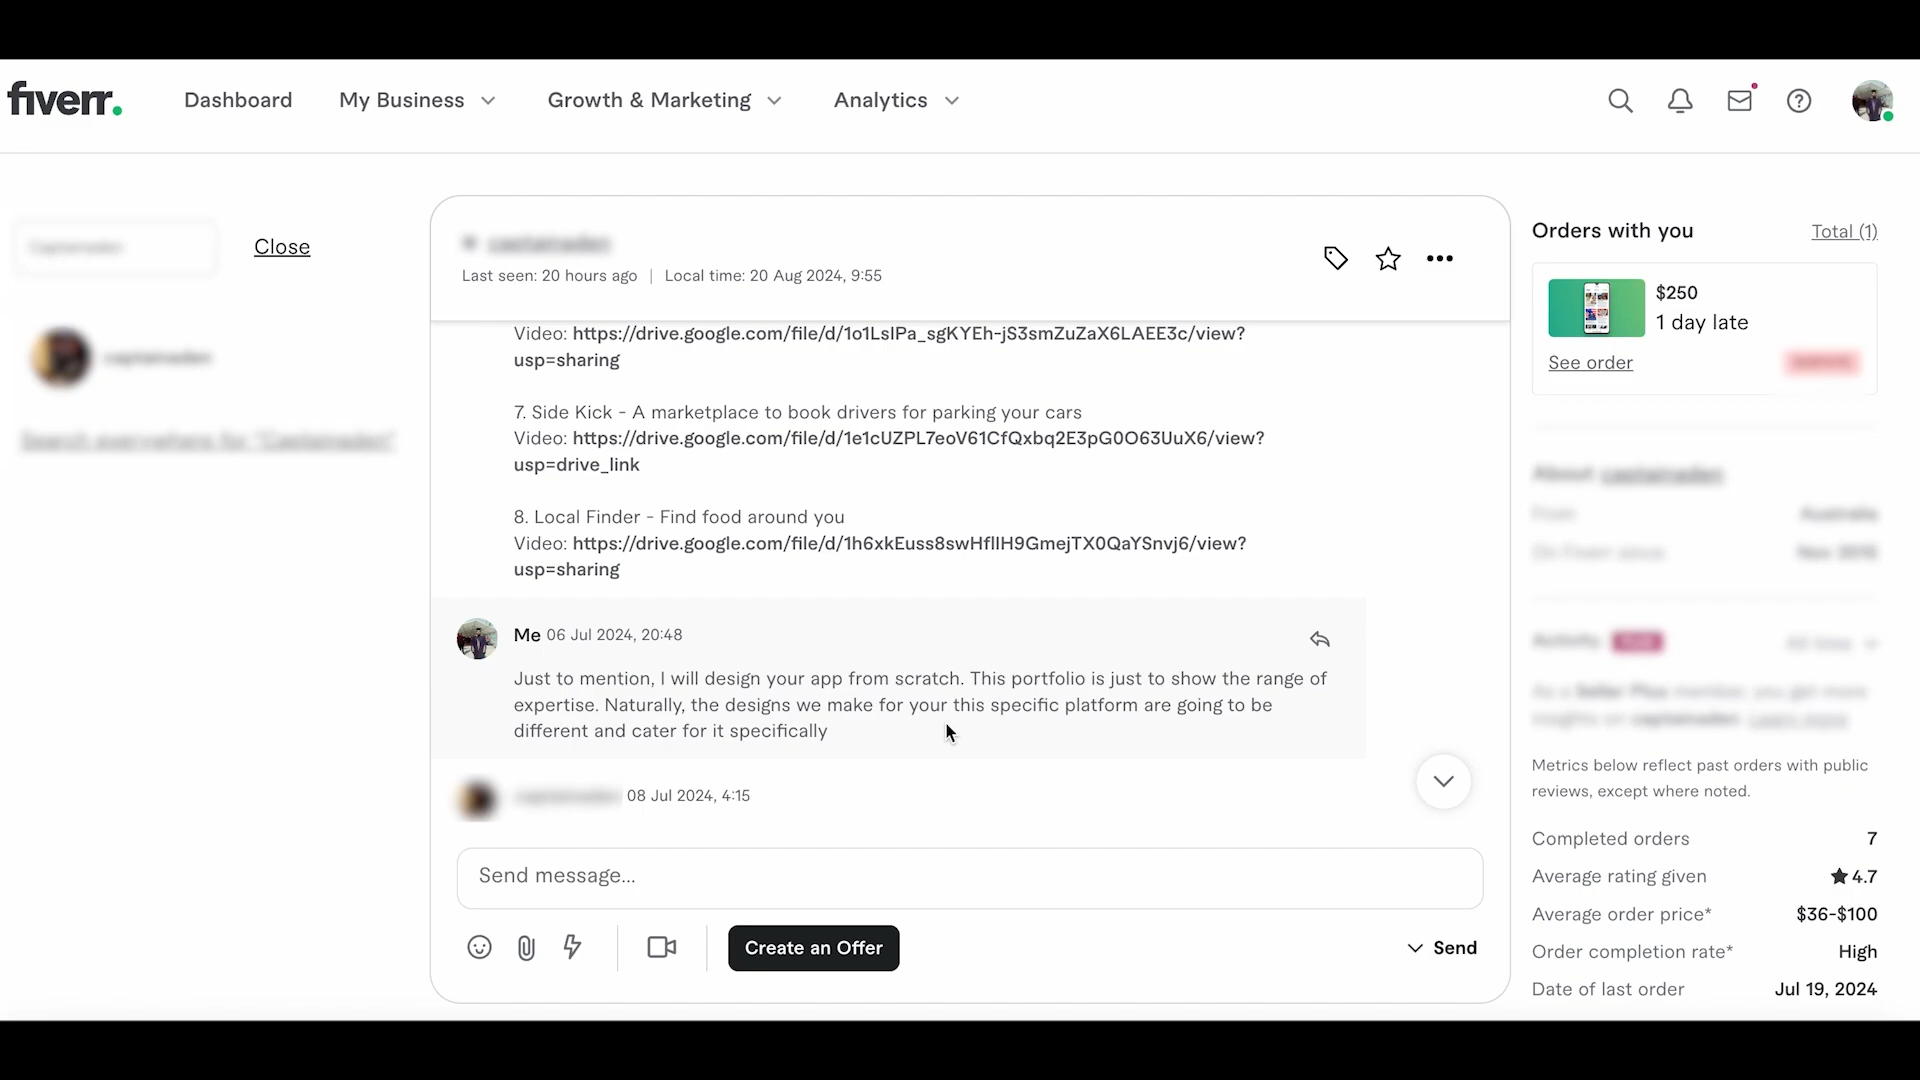 fiverr.
Dashboard
My Business
Growth & Marketing
Analytics
Close
Last seen: 20 hours ago | Local time: 20 Aug 2024, 9:55
Video: https://drive.google.com/file/d/1o1LsIPa_sgKYEh-jS3smZuZaX6LAEE3c/view?
usp=sharing
7. Side Kick - A marketplace to book drivers for parking your cars
Video: https://drive.google.com/file/d/1e1cUZPL7eoV61CfQxbq2E3pG0O63UuX6/view?
usp=drive_link
8. Local Finder - Find food around you
Video: https://drive.google.com/file/d/1h6xkEuss8swHflIH9GmejTX0QaYSnvj6/view?
usp=sharing
Me 06 Jul 2024, 20:48
Just to mention, I will design your app from scratch. This portfolio is just to show the range of
expertise. Naturally, the designs we make for your this specific platform are going to be
different and cater for it specifically
08 Jul 2024, 4:15
Send message...
Create an Offer
Send
Orders with you
Total (1)
$250
1 day late
See order
Metrics below reflect past orders with public
reviews, except where noted.
Completed orders 7
Average rating given ★ 4.7
Average order price* $36-$100
Order completion rate* High
Date of last order Jul 19, 2024